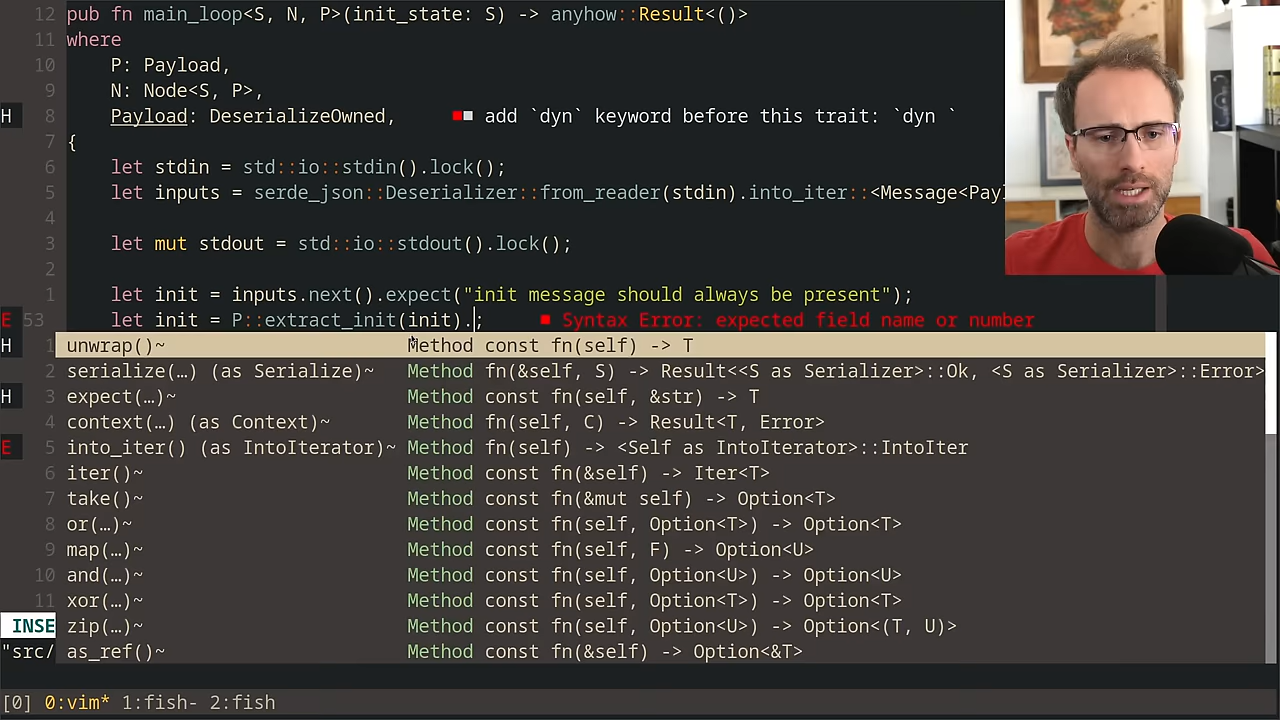 12 pub fn main_loop<S, N, P>(init_state: S) -> anyhow::Result<()>
11 where
10 P: Payload,
9 N: Node<S, P>,
H 8 Payload: DeserializeOwned, add `dyn` keyword before this trait: `dyn `
7 {
6 let stdin = std::io::stdin().lock();
5 let inputs = serde_json::Deserializer::from_reader(stdin).into_iter::<Message<Payl
4
3 let mut stdout = std::io::stdout().lock();
2
1 let init = inputs.next().expect("init message should always be present");
E 53 let init = P::extract_init(init).; Syntax Error: expected field name or number
H 1 unwrap()~ Method const fn(self) -> T
2 serialize(…) (as Serialize)~ Method fn(&self, S) -> Result<<S as Serializer>::Ok, <S as Serializer>::Error>
H 3 expect(…)~ Method const fn(self, &str) -> T
4 context(…) (as Context)~ Method fn(self, C) -> Result<T, Error>
E 5 into_iter() (as IntoIterator)~ Method fn(self) -> <Self as IntoIterator>::IntoIter
6 iter()~ Method const fn(&self) -> Iter<T>
7 take()~ Method const fn(&mut self) -> Option<T>
8 or(…)~ Method const fn(self, Option<T>) -> Option<T>
9 map(…)~ Method const fn(self, F) -> Option<U>
10 and(…)~ Method const fn(self, Option<U>) -> Option<U>
11 xor(…)~ Method const fn(self, Option<T>) -> Option<T>
INSE zip(…)~ Method const fn(self, Option<U>) -> Option<(T, U)>
"src/ as_ref()~ Method const fn(&self) -> Option<&T>
[0] 0:vim* 1:fish- 2:fish